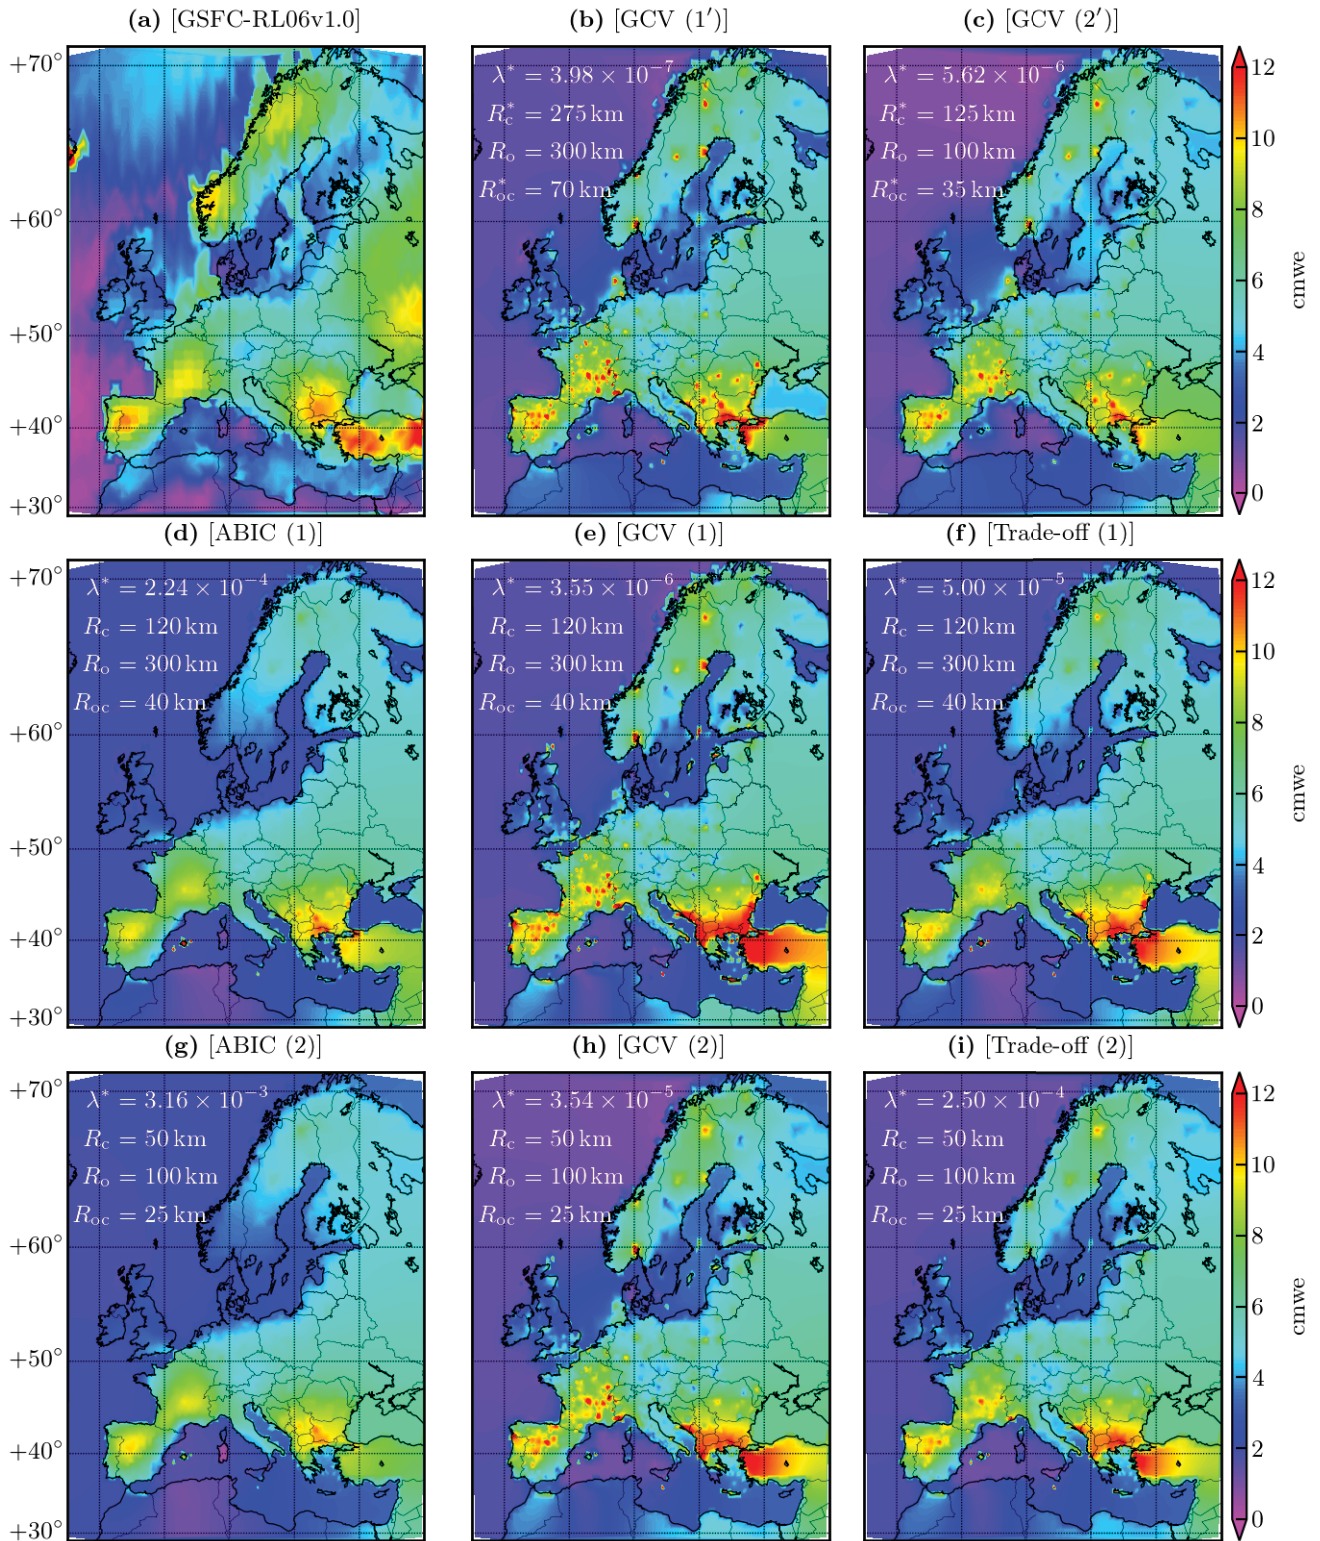 (a) [GSFC-RL06v1.0]
(b) [GCV (1′)]
(c) [GCV (2′)]
+70°
+60°
+50°
+40°
+30°
λ* = 3.98 × 10⁻⁷
R*c = 275 km
Ro = 300 km
R*oc = 70 km
λ* = 5.62 × 10⁻⁶
R*c = 125 km
Ro = 100 km
R*oc = 35 km
12
10
8
6
4
2
0
cmwe
(d) [ABIC (1)]
(e) [GCV (1)]
(f) [Trade-off (1)]
+70°
+60°
+50°
+40°
+30°
λ* = 2.24 × 10⁻⁴
Rc = 120 km
Ro = 300 km
Roc = 40 km
λ* = 3.55 × 10⁻⁶
Rc = 120 km
Ro = 300 km
Roc = 40 km
λ* = 5.00 × 10⁻⁵
Rc = 120 km
Ro = 300 km
Roc = 40 km
12
10
8
6
4
2
0
cmwe
(g) [ABIC (2)]
(h) [GCV (2)]
(i) [Trade-off (2)]
+70°
+60°
+50°
+40°
+30°
λ* = 3.16 × 10⁻³
Rc = 50 km
Ro = 100 km
Roc = 25 km
λ* = 3.54 × 10⁻⁵
Rc = 50 km
Ro = 100 km
Roc = 25 km
λ* = 2.50 × 10⁻⁴
Rc = 50 km
Ro = 100 km
Roc = 25 km
12
10
8
6
4
2
0
cmwe